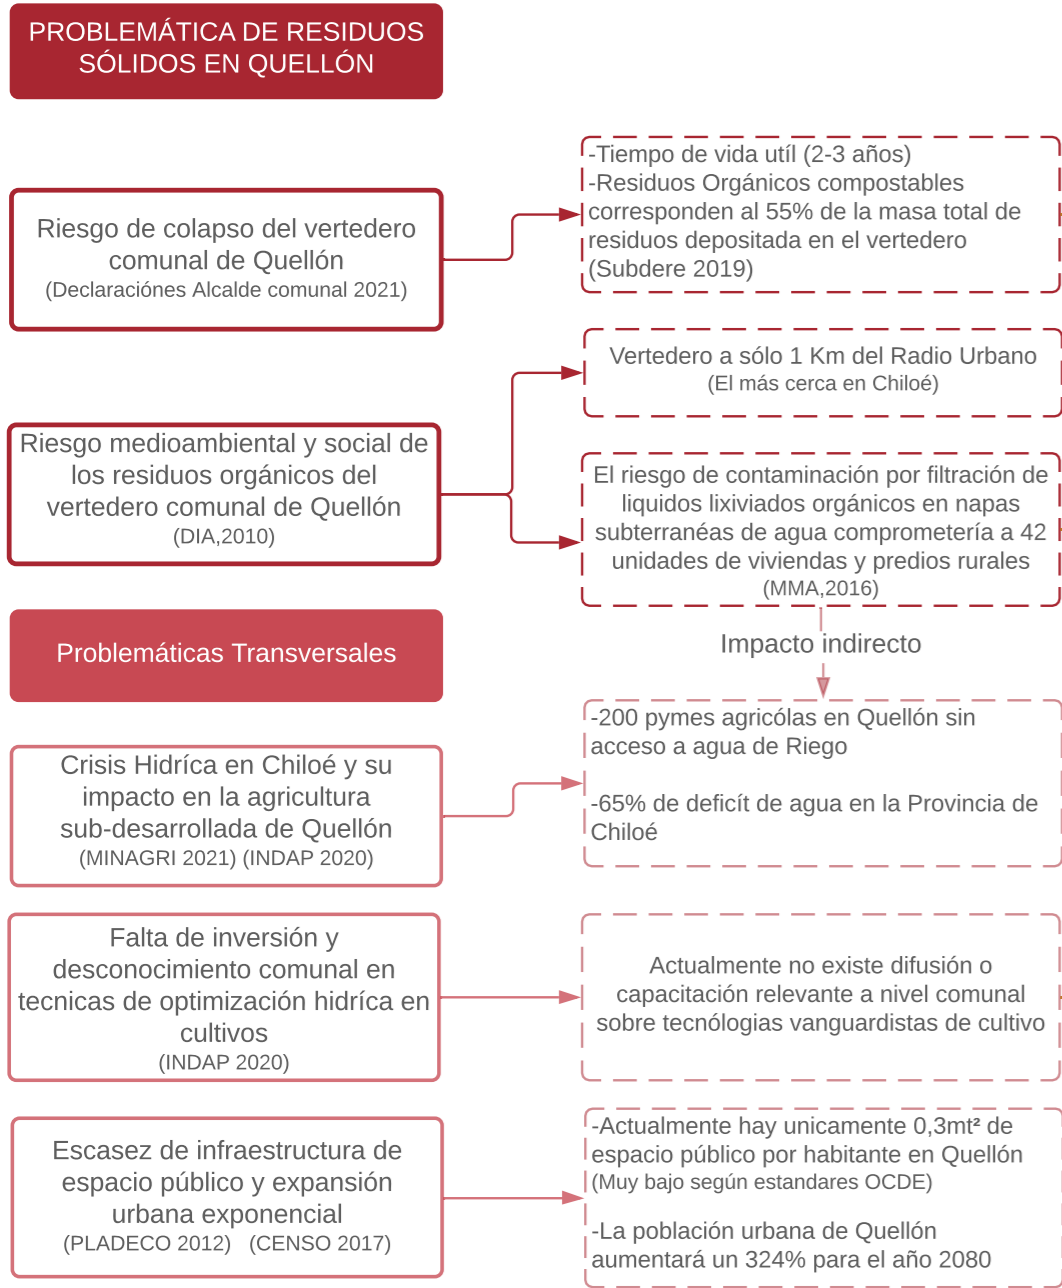 PROBLEMÁTICA DE RESIDUOS
SÓLIDOS EN QUELLÓN
Riesgo de colapso del vertedero
comunal de Quellón
(Declaraciónes Alcalde comunal 2021)
-Tiempo de vida utíl (2-3 años)
-Residuos Orgánicos compostables
corresponden al 55% de la masa total de
residuos depositada en el vertedero
(Subdere 2019)
Riesgo medioambiental y social de
los residuos orgánicos del
vertedero comunal de Quellón
(DIA,2010)
Vertedero a sólo 1 Km del Radio Urbano
(El más cerca en Chiloé)
El riesgo de contaminación por filtración de
liquidos lixiviados orgánicos en napas
subterranéas de agua comprometería a 42
unidades de viviendas y predios rurales
(MMA,2016)
Impacto indirecto
Problemáticas Transversales
Crisis Hidríca en Chiloé y su
impacto en la agricultura
sub-desarrollada de Quellón
(MINAGRI 2021) (INDAP 2020)
-200 pymes agricólas en Quellón sin
acceso a agua de Riego
-65% de deficít de agua en la Provincia de
Chiloé
Falta de inversión y
desconocimiento comunal en
tecnicas de optimización hidríca en
cultivos
(INDAP 2020)
Actualmente no existe difusión o
capacitación relevante a nivel comunal
sobre tecnólogias vanguardistas de cultivo
Escasez de infraestructura de
espacio público y expansión
urbana exponencial
(PLADECO 2012) (CENSO 2017)
-Actualmente hay unicamente 0,3mt² de
espacio público por habitante en Quellón
(Muy bajo según estandares OCDE)
-La población urbana de Quellón
aumentará un 324% para el año 2080